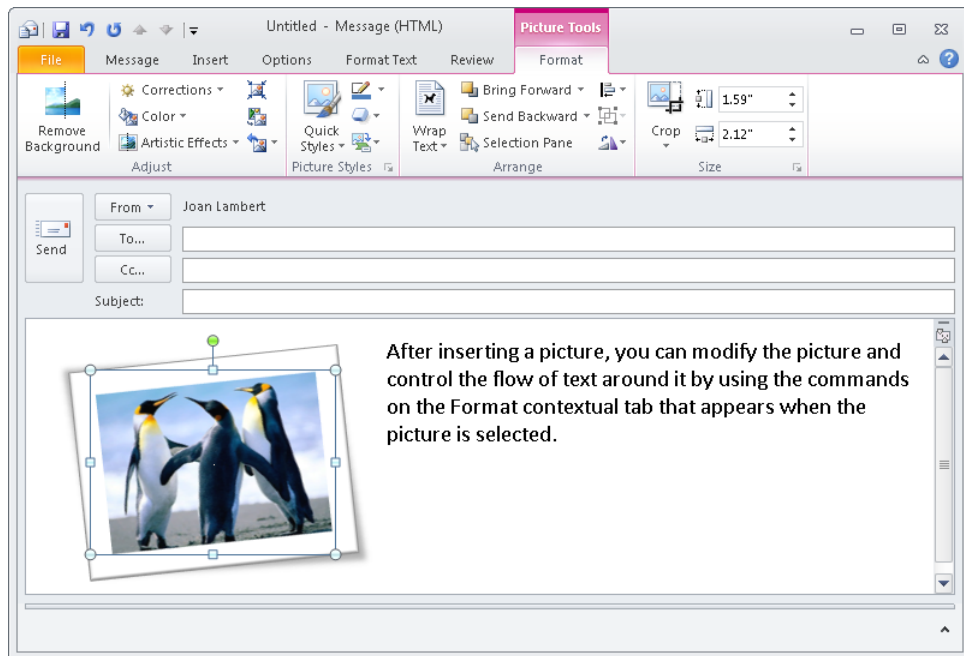 Untitled - Message (HTML)
Picture Tools
File Message Insert Options Format Text Review Format
Remove Background
Corrections
Color
Artistic Effects
Adjust
Quick Styles
Picture Styles
Wrap Text
Bring Forward
Send Backward
Selection Pane
Arrange
Crop
1.59"
2.12"
Size
Send
From Joan Lambert
To...
Cc...
Subject:
After inserting a picture, you can modify the picture and
control the flow of text around it by using the commands
on the Format contextual tab that appears when the
picture is selected.